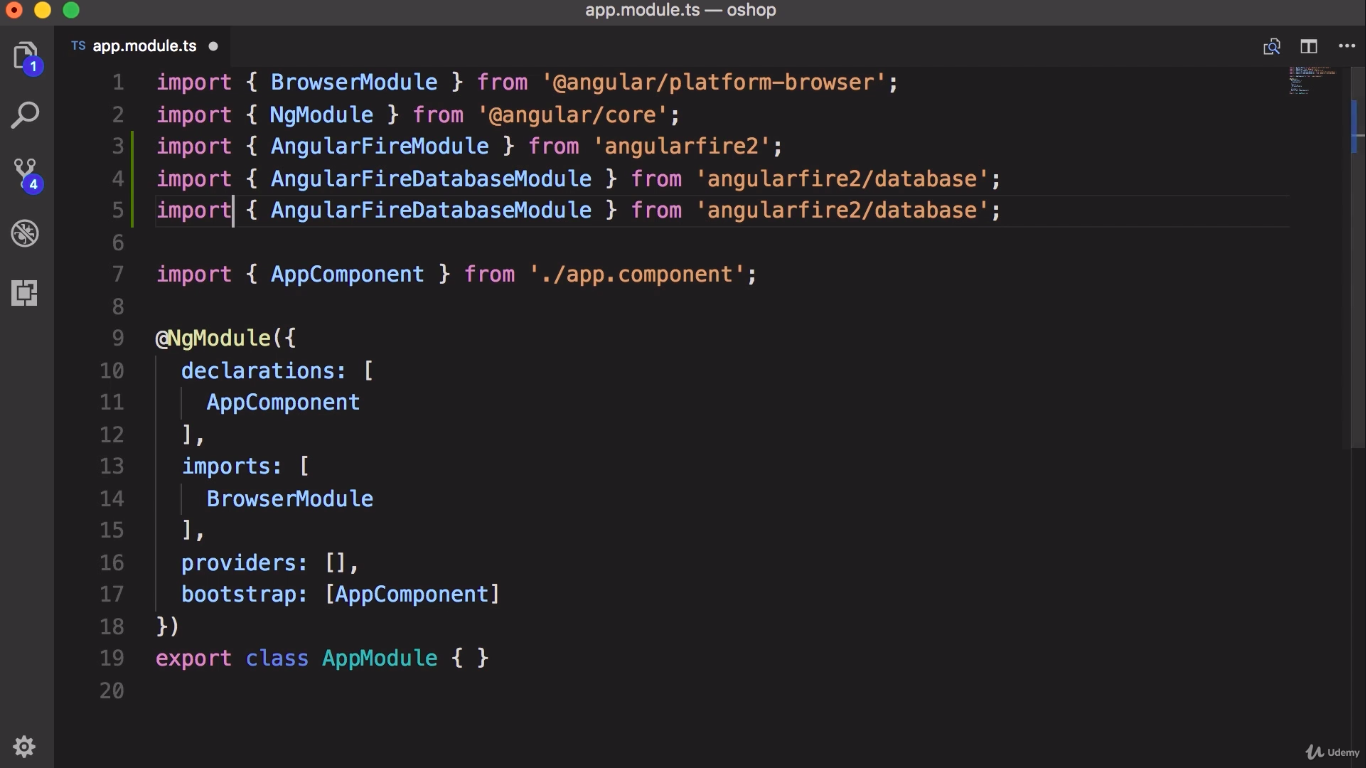 app.module.ts — oshop
TS app.module.ts
1
4
1 import { BrowserModule } from '@angular/platform-browser';
2 import { NgModule } from '@angular/core';
3 import { AngularFireModule } from 'angularfire2';
4 import { AngularFireDatabaseModule } from 'angularfire2/database';
5 import { AngularFireDatabaseModule } from 'angularfire2/database';
6
7 import { AppComponent } from './app.component';
8
9 @NgModule({
10 declarations: [
11 AppComponent
12 ],
13 imports: [
14 BrowserModule
15 ],
16 providers: [],
17 bootstrap: [AppComponent]
18 })
19 export class AppModule { }
20
Udemy